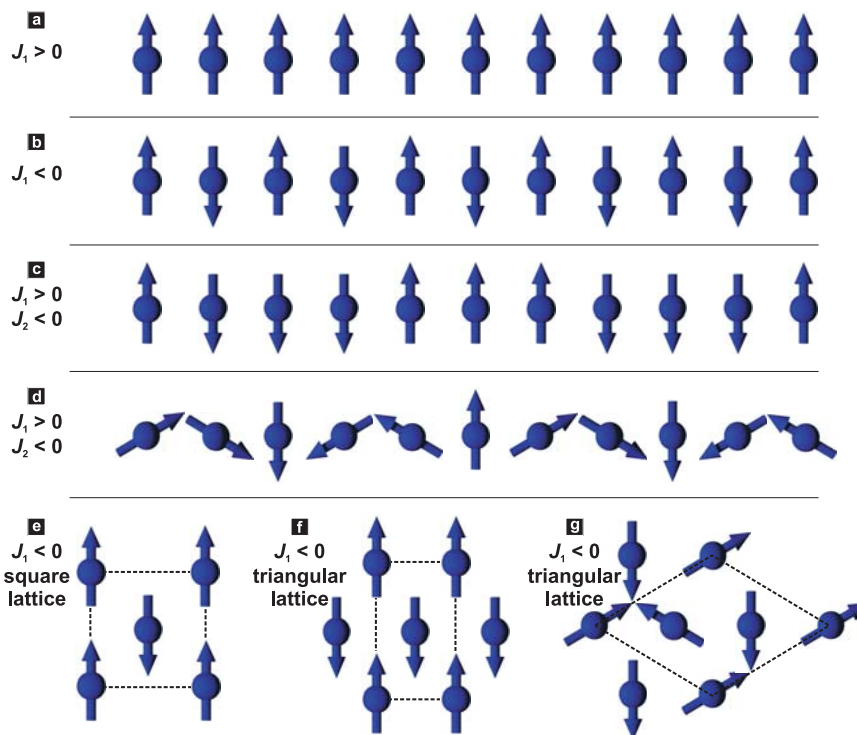 a
J₁ > 0
b
J₁ < 0
c
J₁ > 0
J₂ < 0
d
J₁ > 0
J₂ < 0
e
J₁ < 0
square
lattice
f
J₁ < 0
triangular
lattice
g
J₁ < 0
triangular
lattice